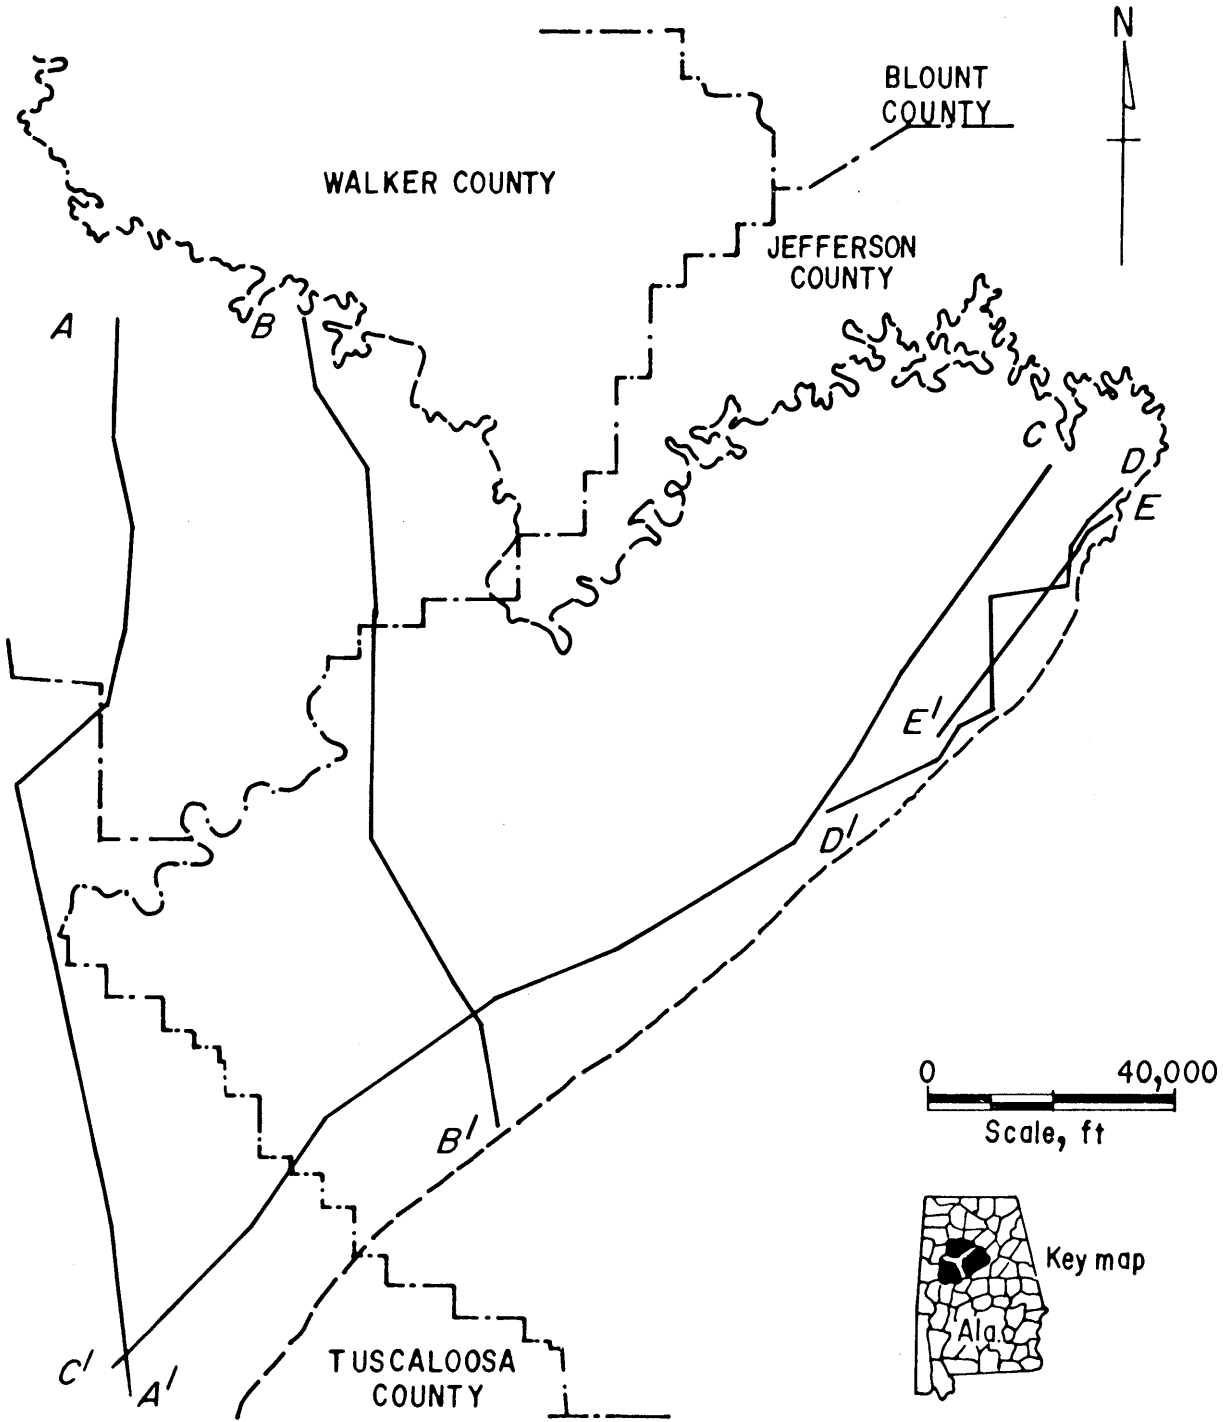 N
BLOUNT
COUNTY
WALKER COUNTY
JEFFERSON
COUNTY
A
B
C
D
E
E'
D'
0 40,000
Scale, ft
B'
Key map
Ala.
TUSCALOOSA
COUNTY
C'
A'